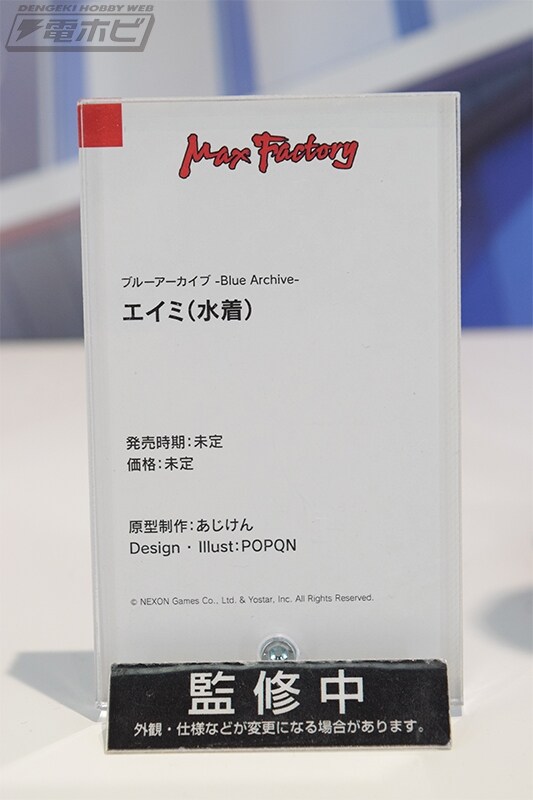 DENGEKI HOBBY WEB
電ホビ
Max Factory
ブルーアーカイブ -Blue Archive-
エイミ(水着)
発売時期:未定
価格:未定
原型制作:あじけん
Design・Illust:POPQN
© NEXON Games Co., Ltd. & Yostar, Inc. All Rights Reserved.
監修中
外観・仕様などが変更になる場合があります。